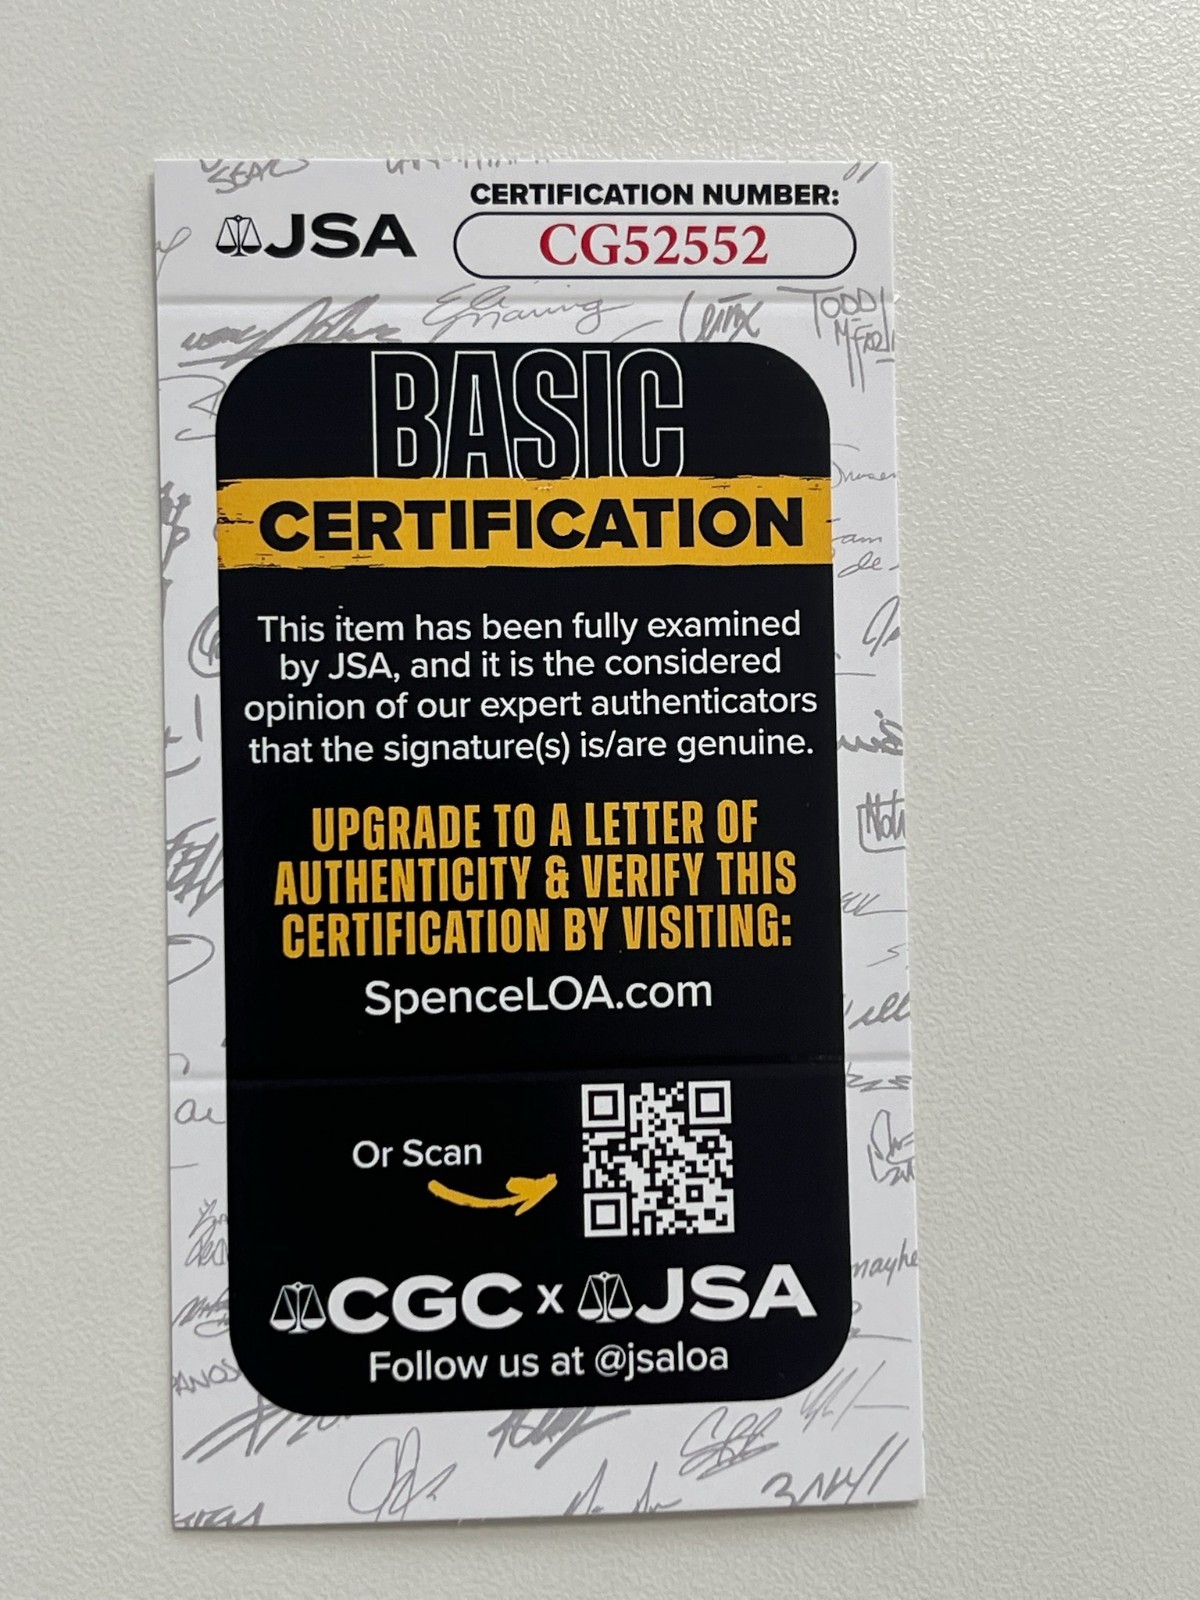 CERTIFICATION NUMBER:
JSA
CG52552
TODD
BASIC
CERTIFICATION
This item has been fully examined
by JSA, and it is the considered
opinion of our expert authenticators
that the signature(s) is/are genuine.
UPGRADE TO A LETTER OF
AUTHENTICITY & VERIFY THIS
CERTIFICATION BY VISITING:
SpenceLOA.com
Or Scan
CGC x JSA
Follow us at @jsaloa